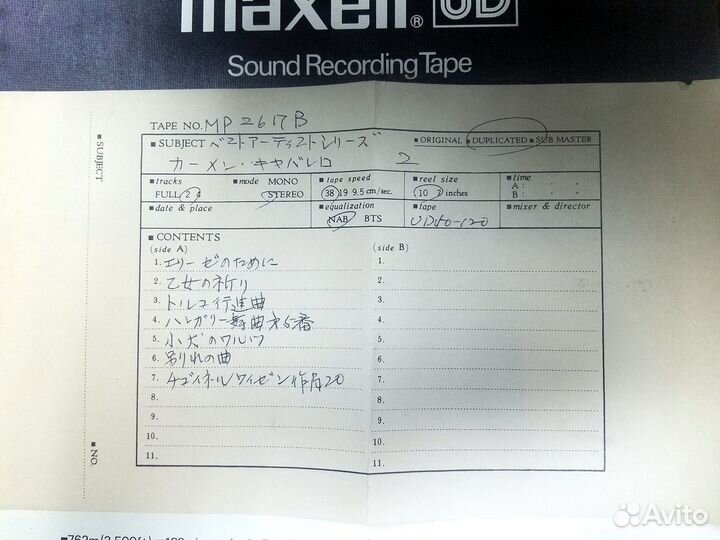 maxell® UD
Sound Recording Tape
■ SUBJECT
TAPE NO. MP2617B
■ SUBJECT ベストアーティストシリーズ ■ ORIGINAL ■ DUPLICATED ■ SUB MASTER
カーメン・キャバレロ 2
■ tracks ■ mode MONO ■ tape speed ■ reel size ■ time
FULL 2 4 STEREO 38 19 9.5 cm/sec. 10 7 inches A: ′ ″
B: ′ ″
■ date & place ■ equalization ■ tape ■ mixer & director
NAB BTS UD50-120
■ CONTENTS
(side A) (side B)
1. エリーゼのために 1.
2. 乙女の祈り 2.
3. トルコ行進曲 3.
4. ハンガリー舞曲第5番 4.
5. 小犬のワルツ 5.
6. 別れの曲 6.
7. チゴイネルワイゼン作品20 7.
8. 8.
9. 9.
10. 10.
11. 11.
■ NO.
■762m(2,500ft)
Avito